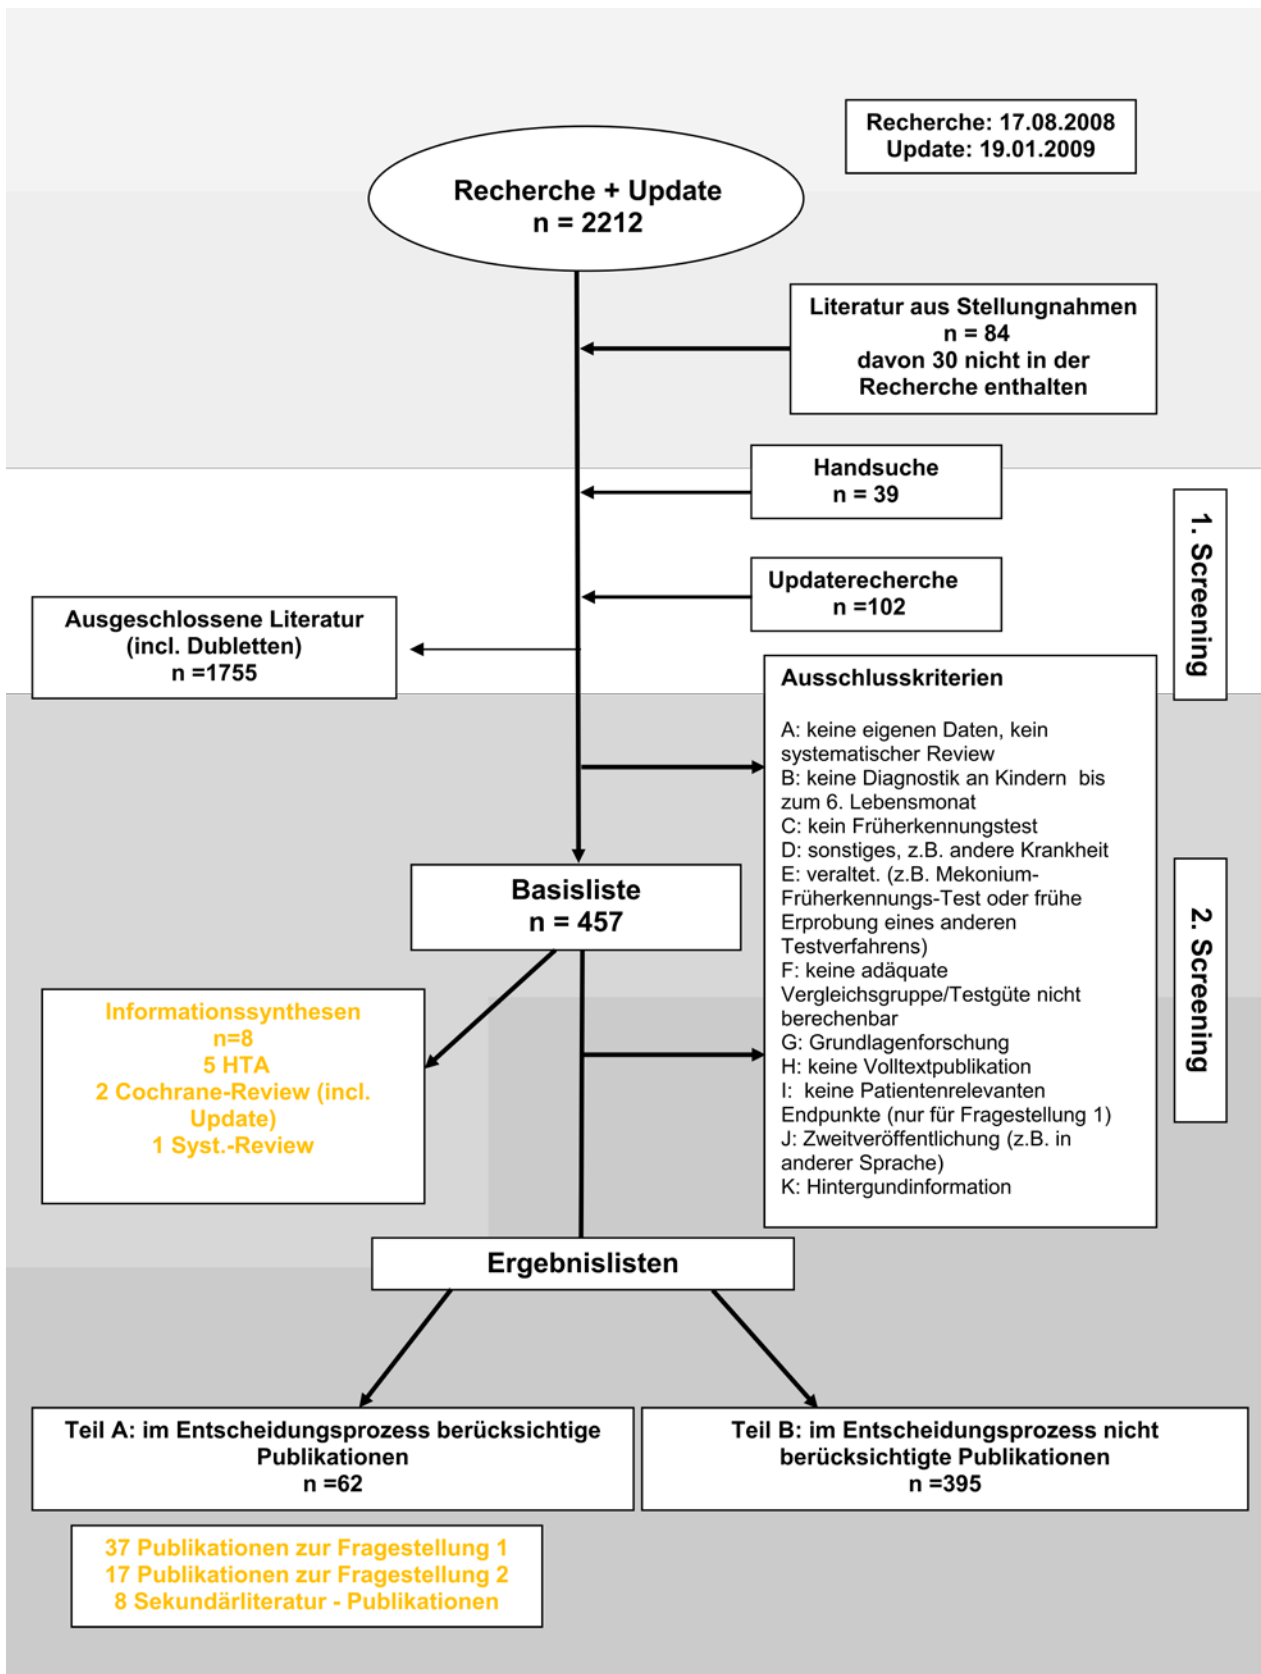 Recherche: 17.08.2008
Update: 19.01.2009
Recherche + Update
n = 2212
Literatur aus Stellungnahmen
n = 84
davon 30 nicht in der
Recherche enthalten
Handsuche
n = 39
1. Screening
Updaterecherche
n =102
Ausgeschlossene Literatur
(incl. Dubletten)
n =1755
Ausschlusskriterien
A: keine eigenen Daten, kein
systematischer Review
B: keine Diagnostik an Kindern bis
zum 6. Lebensmonat
C: kein Früherkennungstest
D: sonstiges, z.B. andere Krankheit
E: veraltet. (z.B. Mekonium-
Früherkennungs-Test oder frühe
Erprobung eines anderen
Testverfahrens)
F: keine adäquate
Vergleichsgruppe/Testgüte nicht
berechenbar
G: Grundlagenforschung
H: keine Volltextpublikation
I: keine Patientenrelevanten
Endpunkte (nur für Fragestellung 1)
J: Zweitveröffentlichung (z.B. in
anderer Sprache)
K: Hintergundinformation
2. Screening
Basisliste
n = 457
Informationssynthesen
n=8
5 HTA
2 Cochrane-Review (incl.
Update)
1 Syst.-Review
Ergebnislisten
Teil A: im Entscheidungsprozess berücksichtige
Publikationen
n =62
Teil B: im Entscheidungsprozess nicht
berücksichtigte Publikationen
n =395
37 Publikationen zur Fragestellung 1
17 Publikationen zur Fragestellung 2
8 Sekundärliteratur - Publikationen